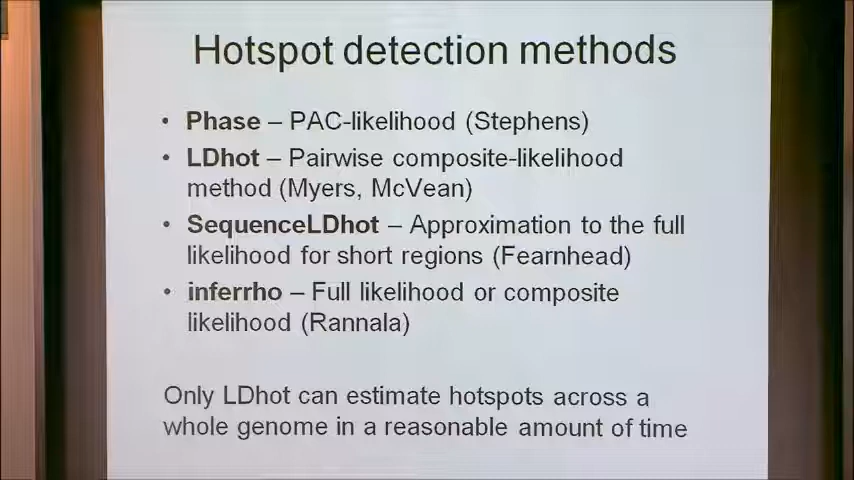 Hotspot detection methods
• Phase – PAC-likelihood (Stephens)
• LDhot – Pairwise composite-likelihood
method (Myers, McVean)
• SequenceLDhot – Approximation to the full
likelihood for short regions (Fearnhead)
• inferrho – Full likelihood or composite
likelihood (Rannala)
Only LDhot can estimate hotspots across a
whole genome in a reasonable amount of time